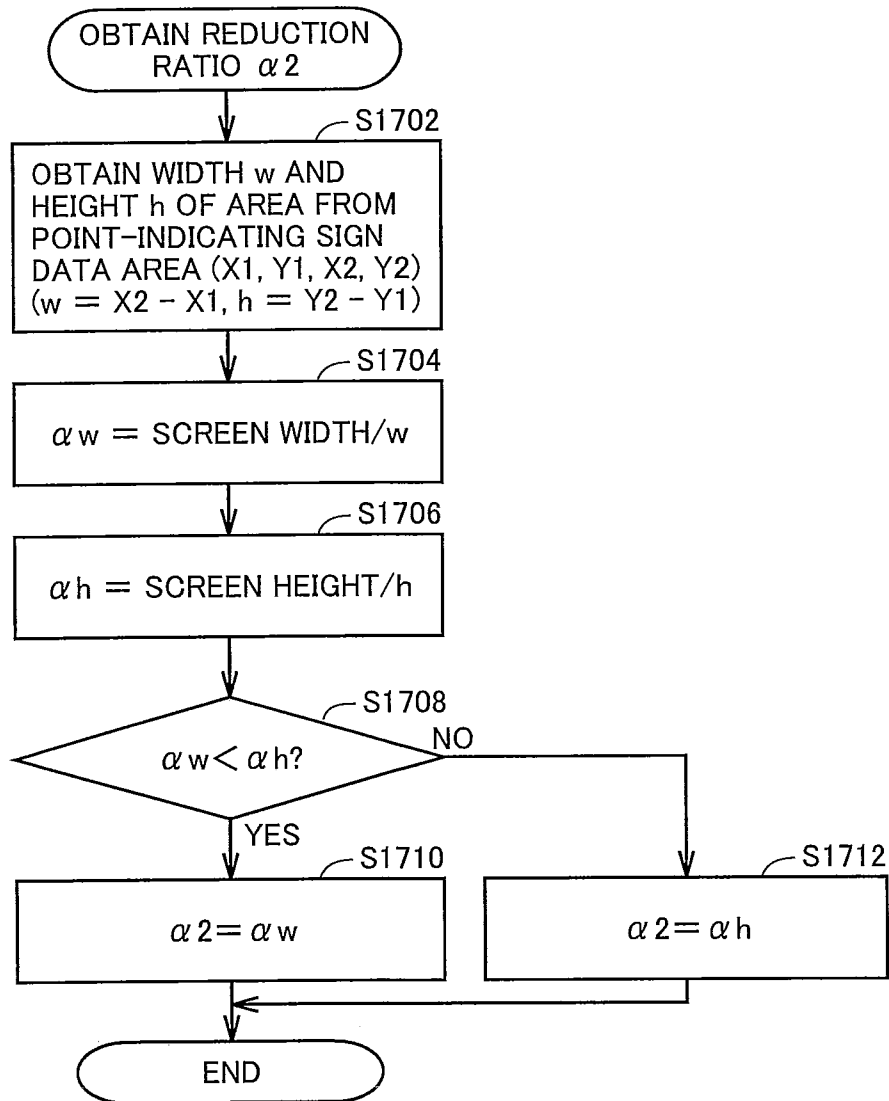 OBTAIN REDUCTION
RATIO α2
S1702
OBTAIN WIDTH w AND
HEIGHT h OF AREA FROM
POINT-INDICATING SIGN
DATA AREA (X1, Y1, X2, Y2)
(w = X2 - X1, h = Y2 - Y1)
S1704
αw = SCREEN WIDTH/w
S1706
αh = SCREEN HEIGHT/h
S1708
αw < αh?
NO
YES
S1710
α2 = αw
S1712
α2 = αh
END